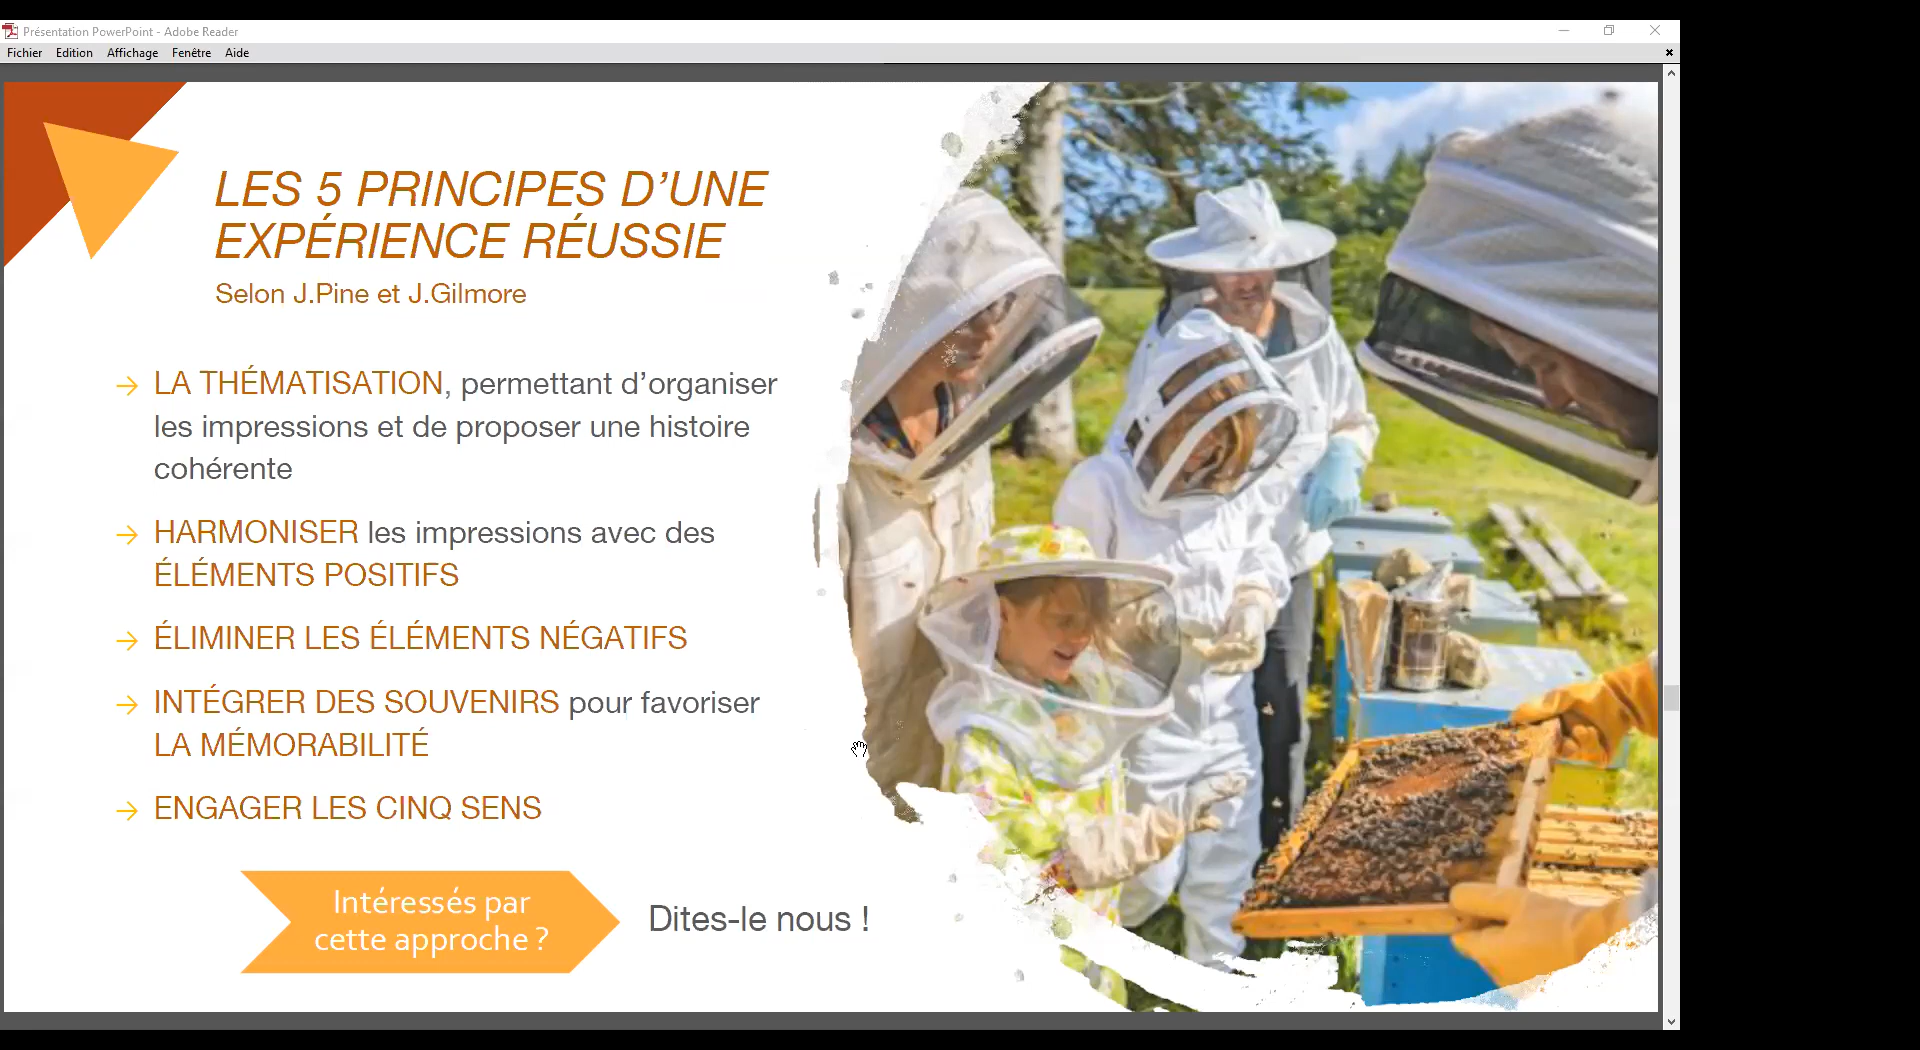 Présentation PowerPoint - Adobe Reader
Fichier Edition Affichage Fenêtre Aide
LES 5 PRINCIPES D’UNE
EXPÉRIENCE RÉUSSIE
Selon J.Pine et J.Gilmore
→ LA THÉMATISATION, permettant d’organiser
les impressions et de proposer une histoire
cohérente
→ HARMONISER les impressions avec des
ÉLÉMENTS POSITIFS
→ ÉLIMINER LES ÉLÉMENTS NÉGATIFS
→ INTÉGRER DES SOUVENIRS pour favoriser
LA MÉMORABILITÉ
→ ENGAGER LES CINQ SENS
Intéressés par
cette approche ?
Dites-le nous !